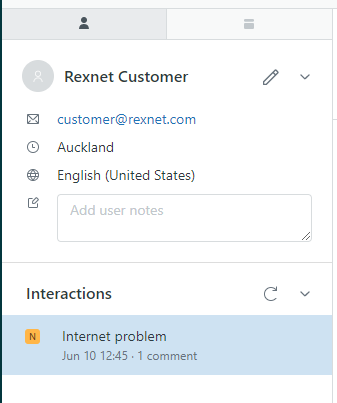 Rexnet Customer
customer@rexnet.com
Auckland
English (United States)
Add user notes
Interactions
N
Internet problem
Jun 10 12:45 · 1 comment